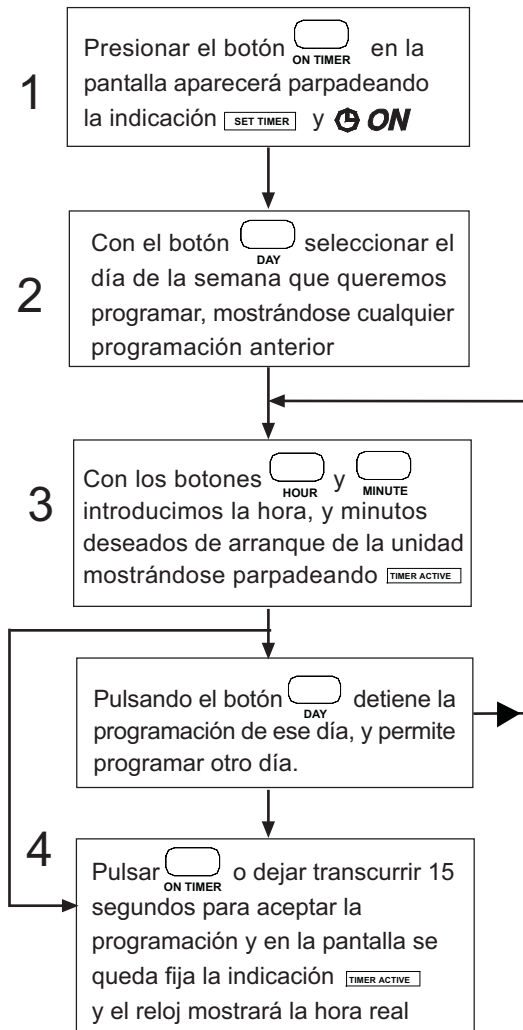 1
Presionar el botón ON TIMER en la
pantalla aparecerá parpadeando
la indicación SET TIMER y ON
2
Con el botón DAY seleccionar el
día de la semana que queremos
programar, mostrándose cualquier
programación anterior
3
Con los botones HOUR y MINUTE
introducimos la hora, y minutos
deseados de arranque de la unidad
mostrándose parpadeando TIMER ACTIVE
Pulsando el botón DAY detiene la
programación de ese día, y permite
programar otro día.
4
Pulsar ON TIMER o dejar transcurrir 15
segundos para aceptar la
programación y en la pantalla se
queda fija la indicación TIMER ACTIVE
y el reloj mostrará la hora real